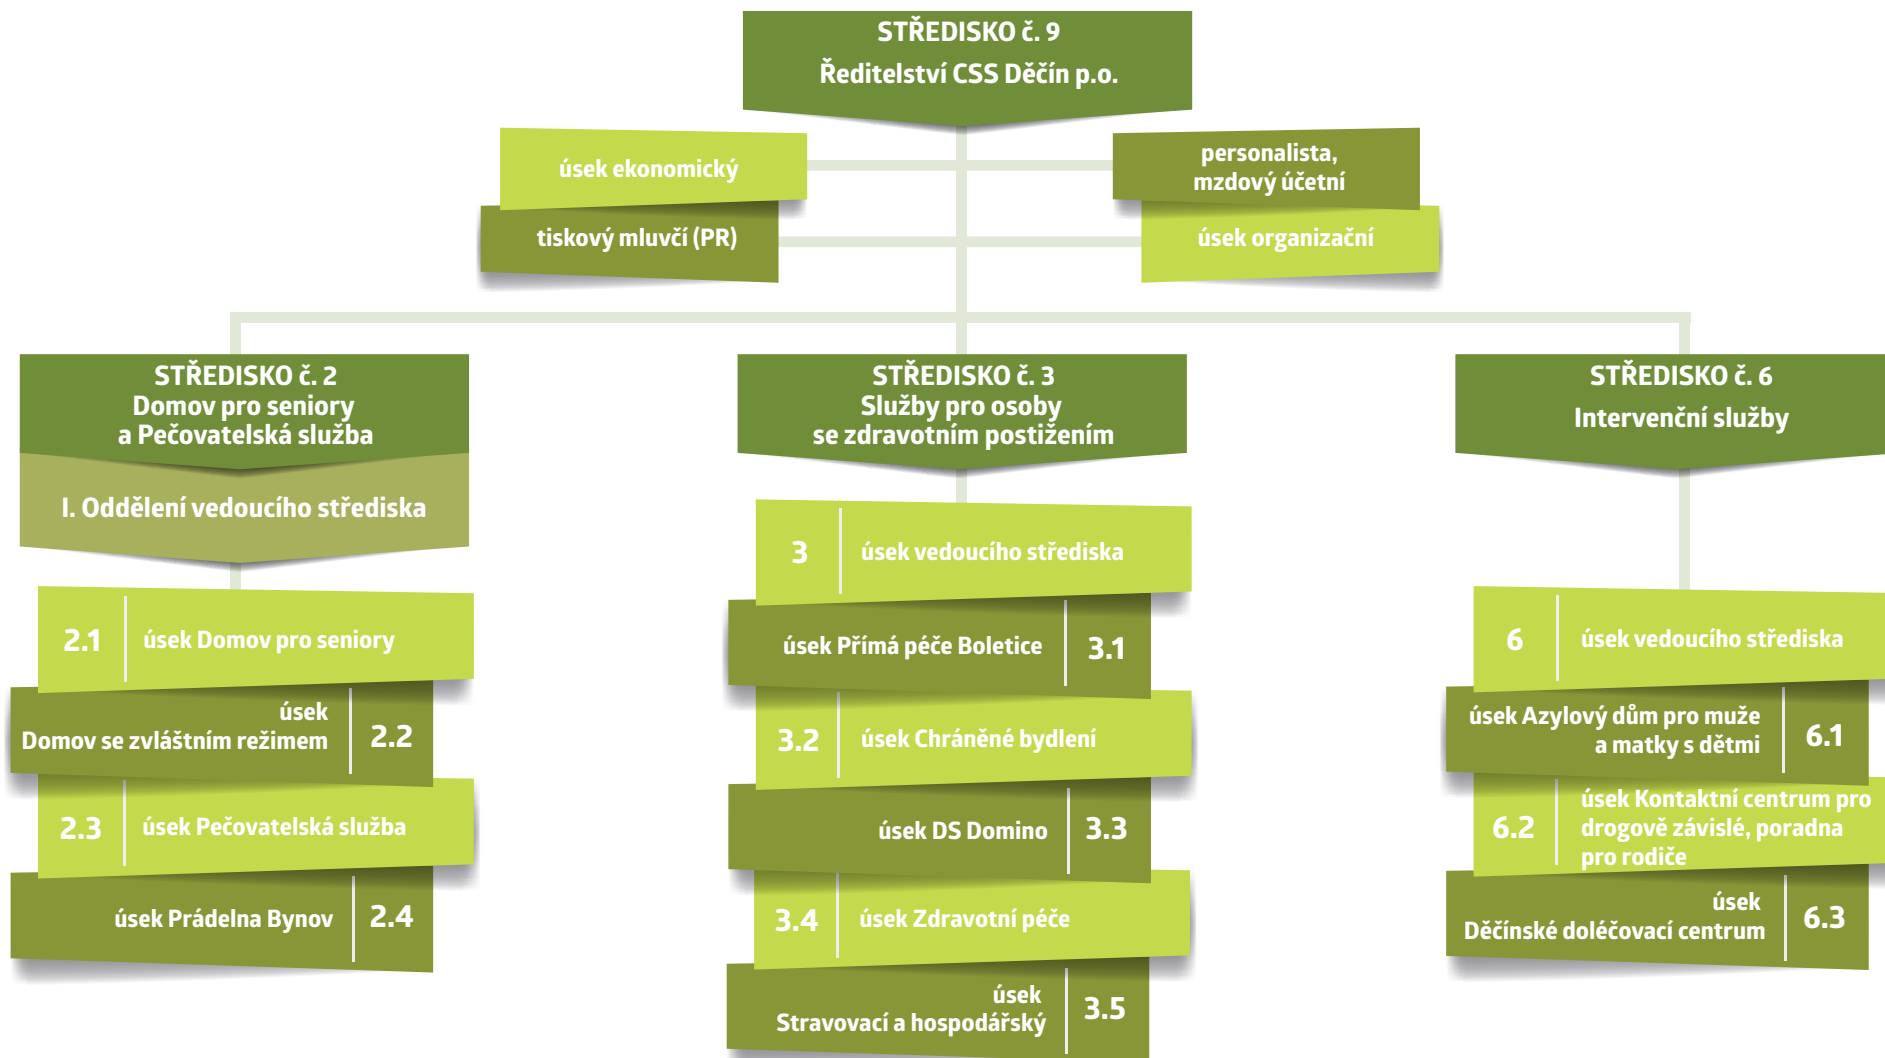 STŘEDISKO č. 9
Ředitelství CSS Děčín p.o.
úsek ekonomický
personalista,
mzdový účetní
tiskový mluvčí (PR)
úsek organizační
STŘEDISKO č. 2
Domov pro seniory
a Pečovatelská služba
I. Oddělení vedoucího střediska
2.1 úsek Domov pro seniory
úsek
Domov se zvláštním režimem 2.2
2.3 úsek Pečovatelská služba
úsek Prádelna Bynov 2.4
STŘEDISKO č. 3
Služby pro osoby
se zdravotním postižením
3 úsek vedoucího střediska
úsek Přímá péče Boletice 3.1
3.2 úsek Chráněné bydlení
úsek DS Domino 3.3
3.4 úsek Zdravotní péče
úsek
Stravovací a hospodářský 3.5
STŘEDISKO č. 6
Intervenční služby
6 úsek vedoucího střediska
úsek Azylový dům pro muže
a matky s dětmi 6.1
úsek Kontaktní centrum pro
6.2 drogově závislé, poradna
pro rodiče
úsek
Děčínské doléčovací centrum 6.3